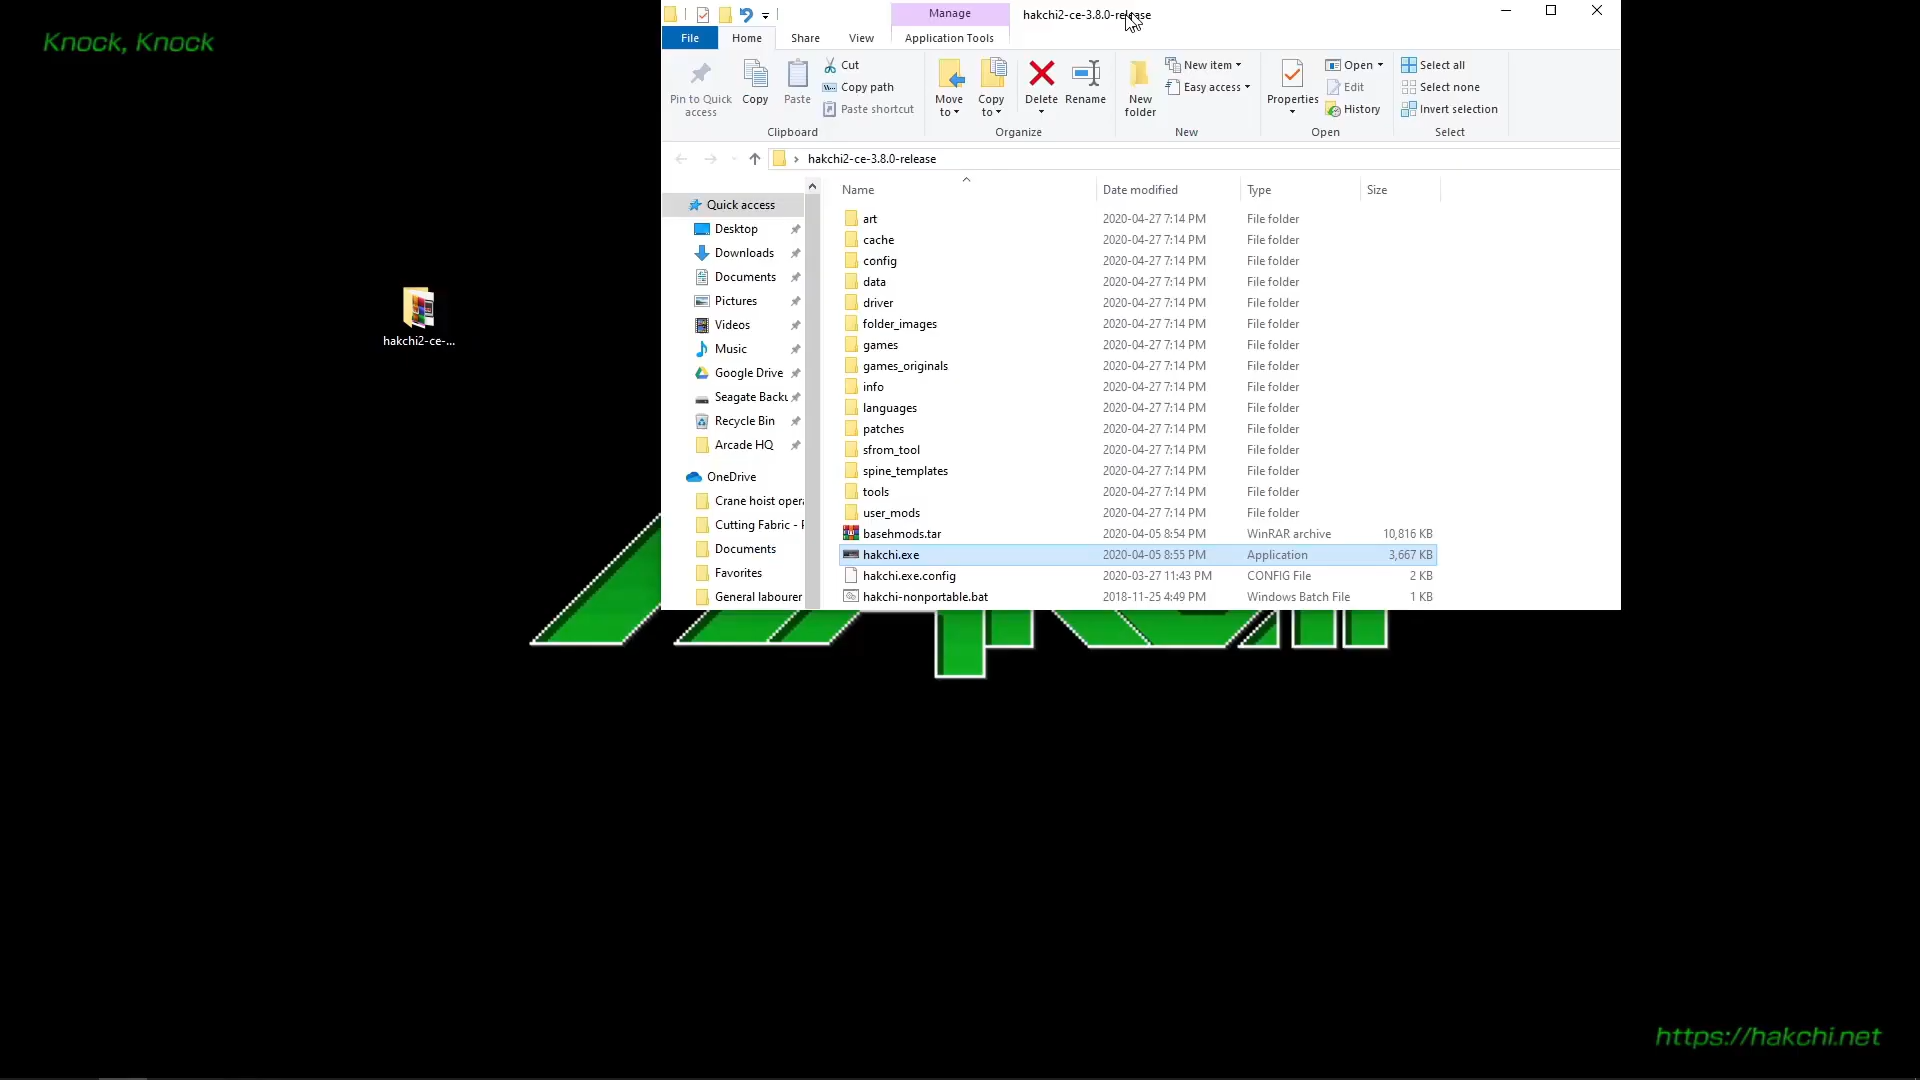 Knock, Knock
hakchi2-ce-...
Manage
hakchi2-ce-3.8.0-release
File
Home
Share
View
Application Tools
Pin to Quick access
Copy
Paste
Cut
Copy path
Paste shortcut
Clipboard
Move to
Copy to
Delete
Rename
Organize
New folder
New item
Easy access
New
Properties
Open
Edit
History
Open
Select all
Select none
Invert selection
Select
hakchi2-ce-3.8.0-release
Quick access
Desktop
Downloads
Documents
Pictures
Videos
Music
Google Drive
Seagate Backu
Recycle Bin
Arcade HQ
OneDrive
Crane hoist opera
Cutting Fabric -
Documents
Favorites
General labourer
Name Date modified Type Size
art 2020-04-27 7:14 PM File folder
cache 2020-04-27 7:14 PM File folder
config 2020-04-27 7:14 PM File folder
data 2020-04-27 7:14 PM File folder
driver 2020-04-27 7:14 PM File folder
folder_images 2020-04-27 7:14 PM File folder
games 2020-04-27 7:14 PM File folder
games_originals 2020-04-27 7:14 PM File folder
info 2020-04-27 7:14 PM File folder
languages 2020-04-27 7:14 PM File folder
patches 2020-04-27 7:14 PM File folder
sfrom_tool 2020-04-27 7:14 PM File folder
spine_templates 2020-04-27 7:14 PM File folder
tools 2020-04-27 7:14 PM File folder
user_mods 2020-04-27 7:14 PM File folder
basehmods.tar 2020-04-05 8:54 PM WinRAR archive 10,816 KB
hakchi.exe 2020-04-05 8:55 PM Application 3,667 KB
hakchi.exe.config 2020-03-27 11:43 PM CONFIG File 2 KB
hakchi-nonportable.bat 2018-11-25 4:49 PM Windows Batch File 1 KB
https://hakchi.net